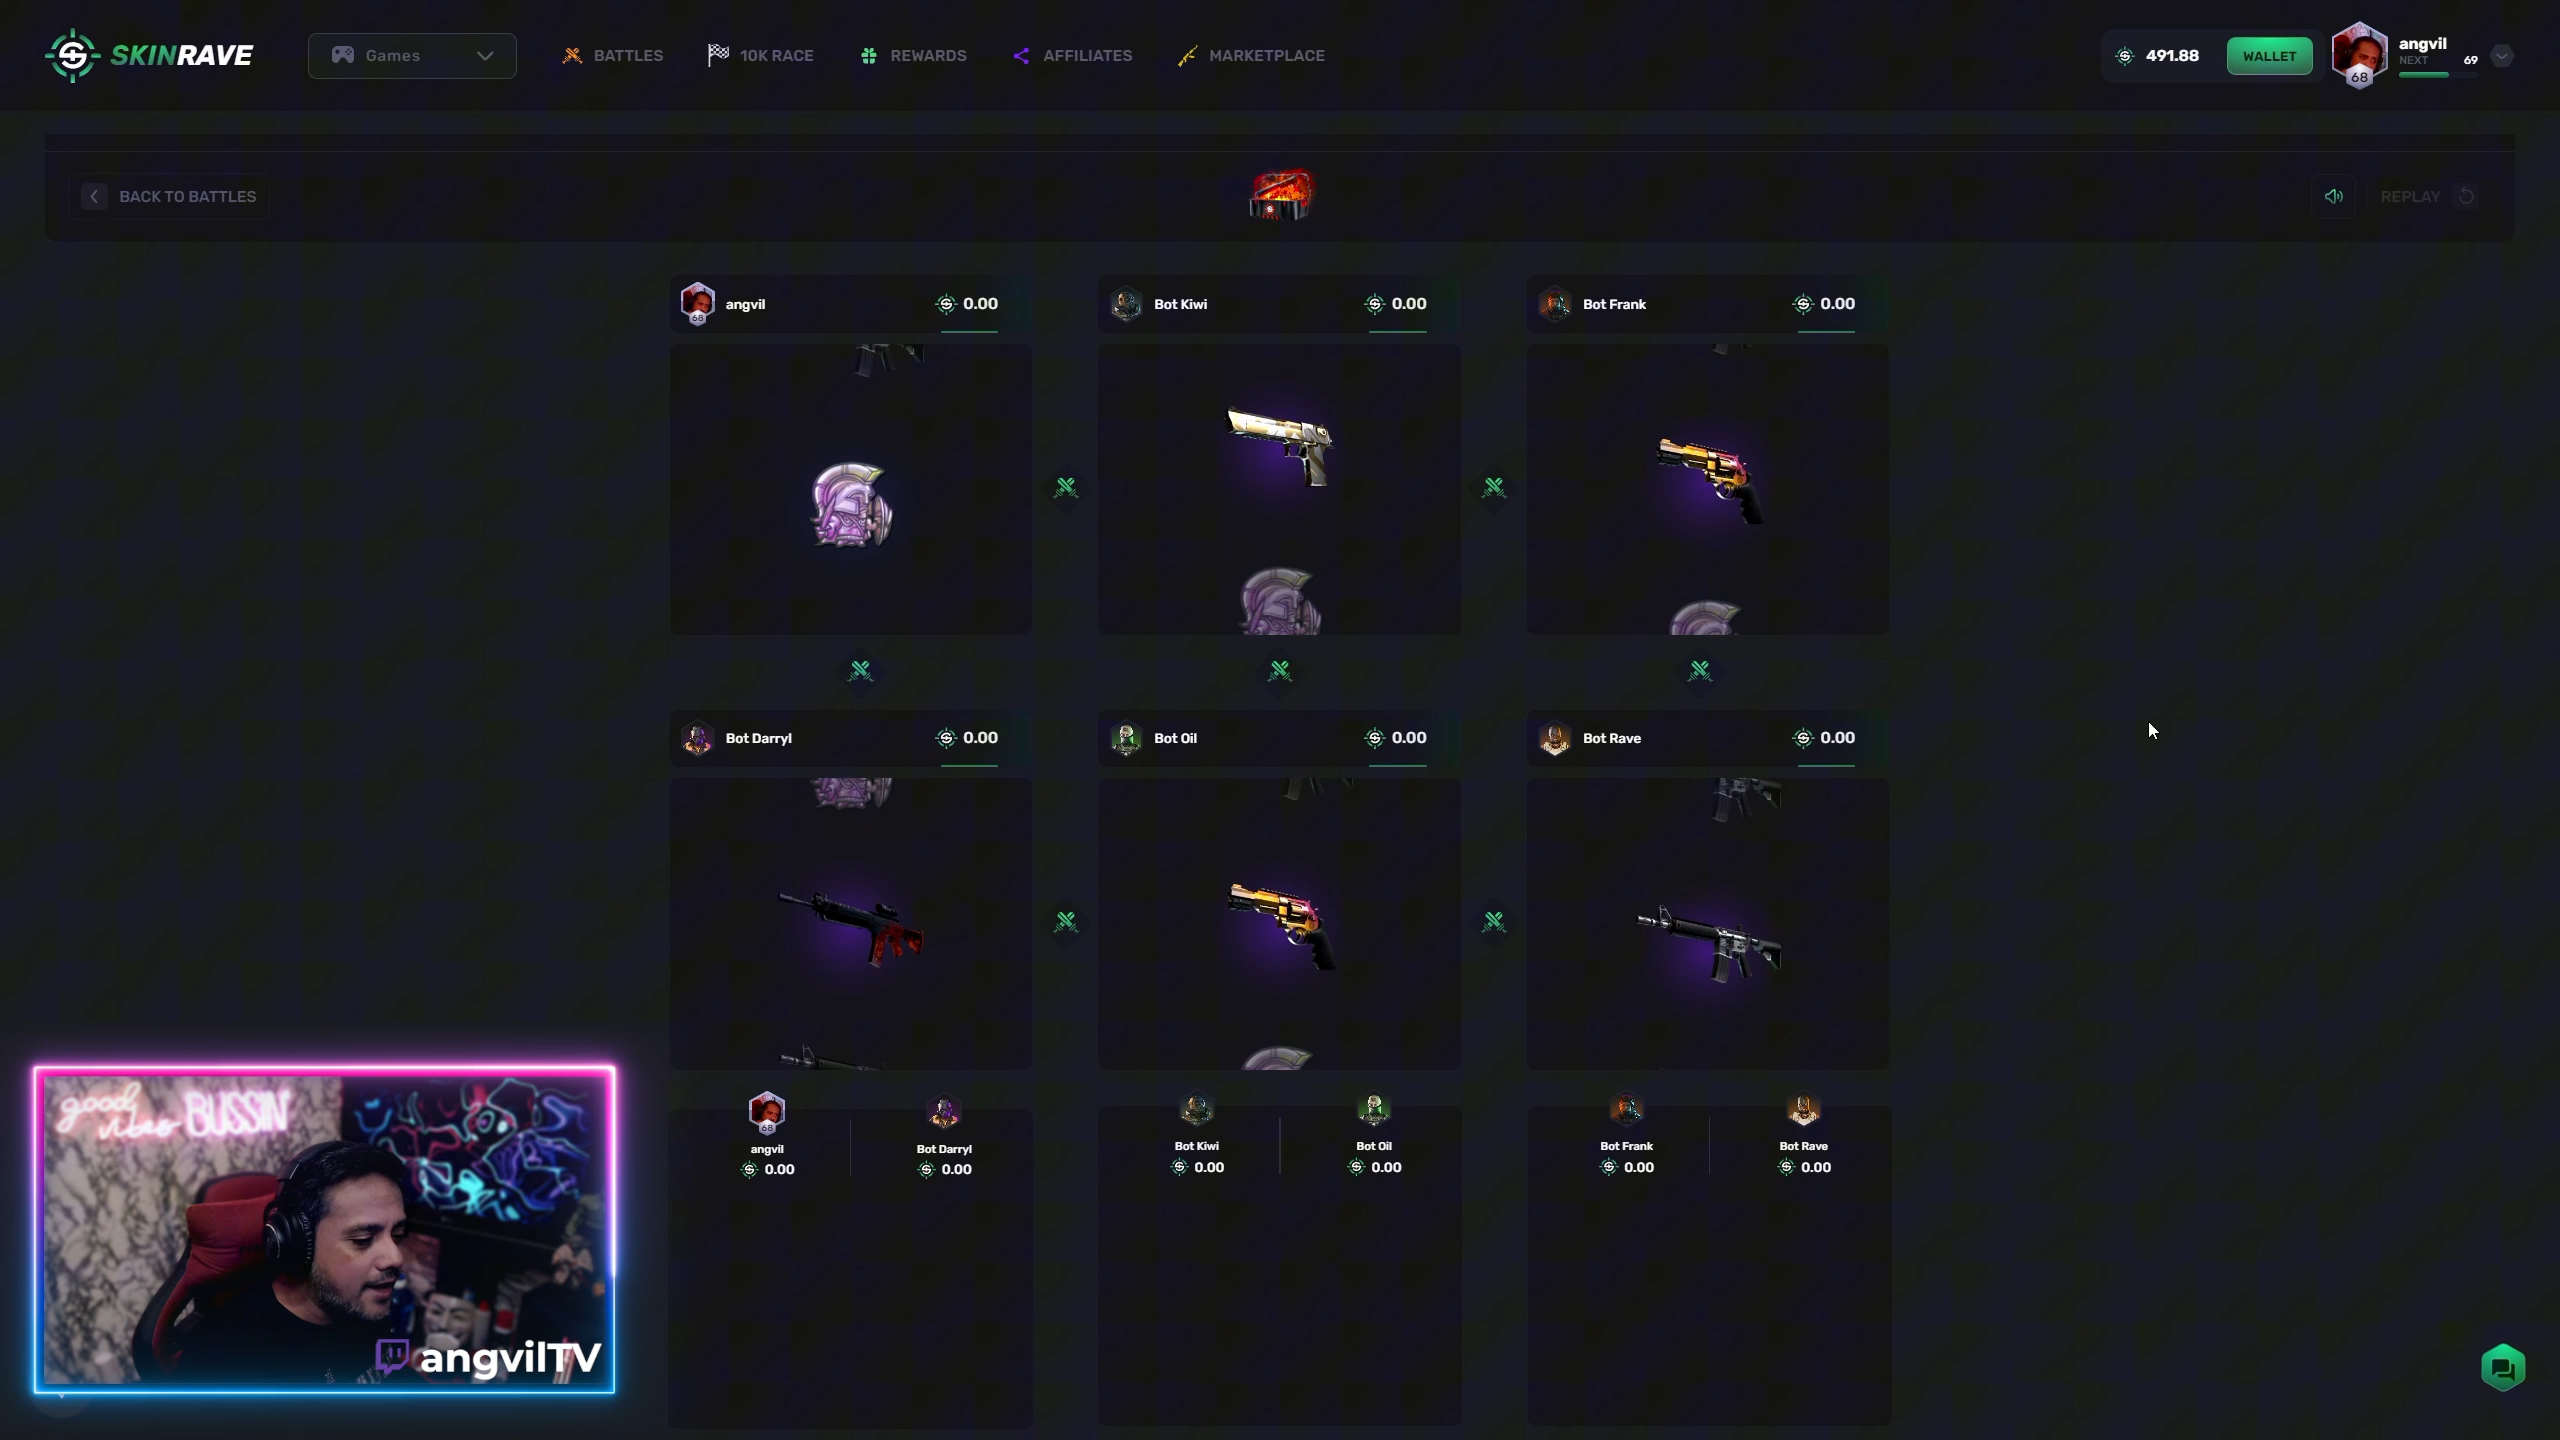 SKINRAVE
Games
BATTLES
10K RACE
REWARDS
AFFILIATES
MARKETPLACE
491.88
WALLET
68
angvil
NEXT 69
BACK TO BATTLES
REPLAY
68
angvil
0.00
Bot Kiwi
0.00
Bot Frank
0.00
Bot Darryl
0.00
Bot Oil
0.00
Bot Rave
0.00
68
angvil
0.00
Bot Darryl
0.00
Bot Kiwi
0.00
Bot Oil
0.00
Bot Frank
0.00
Bot Rave
0.00
good
vibes
BUSSIN'
angvilTV